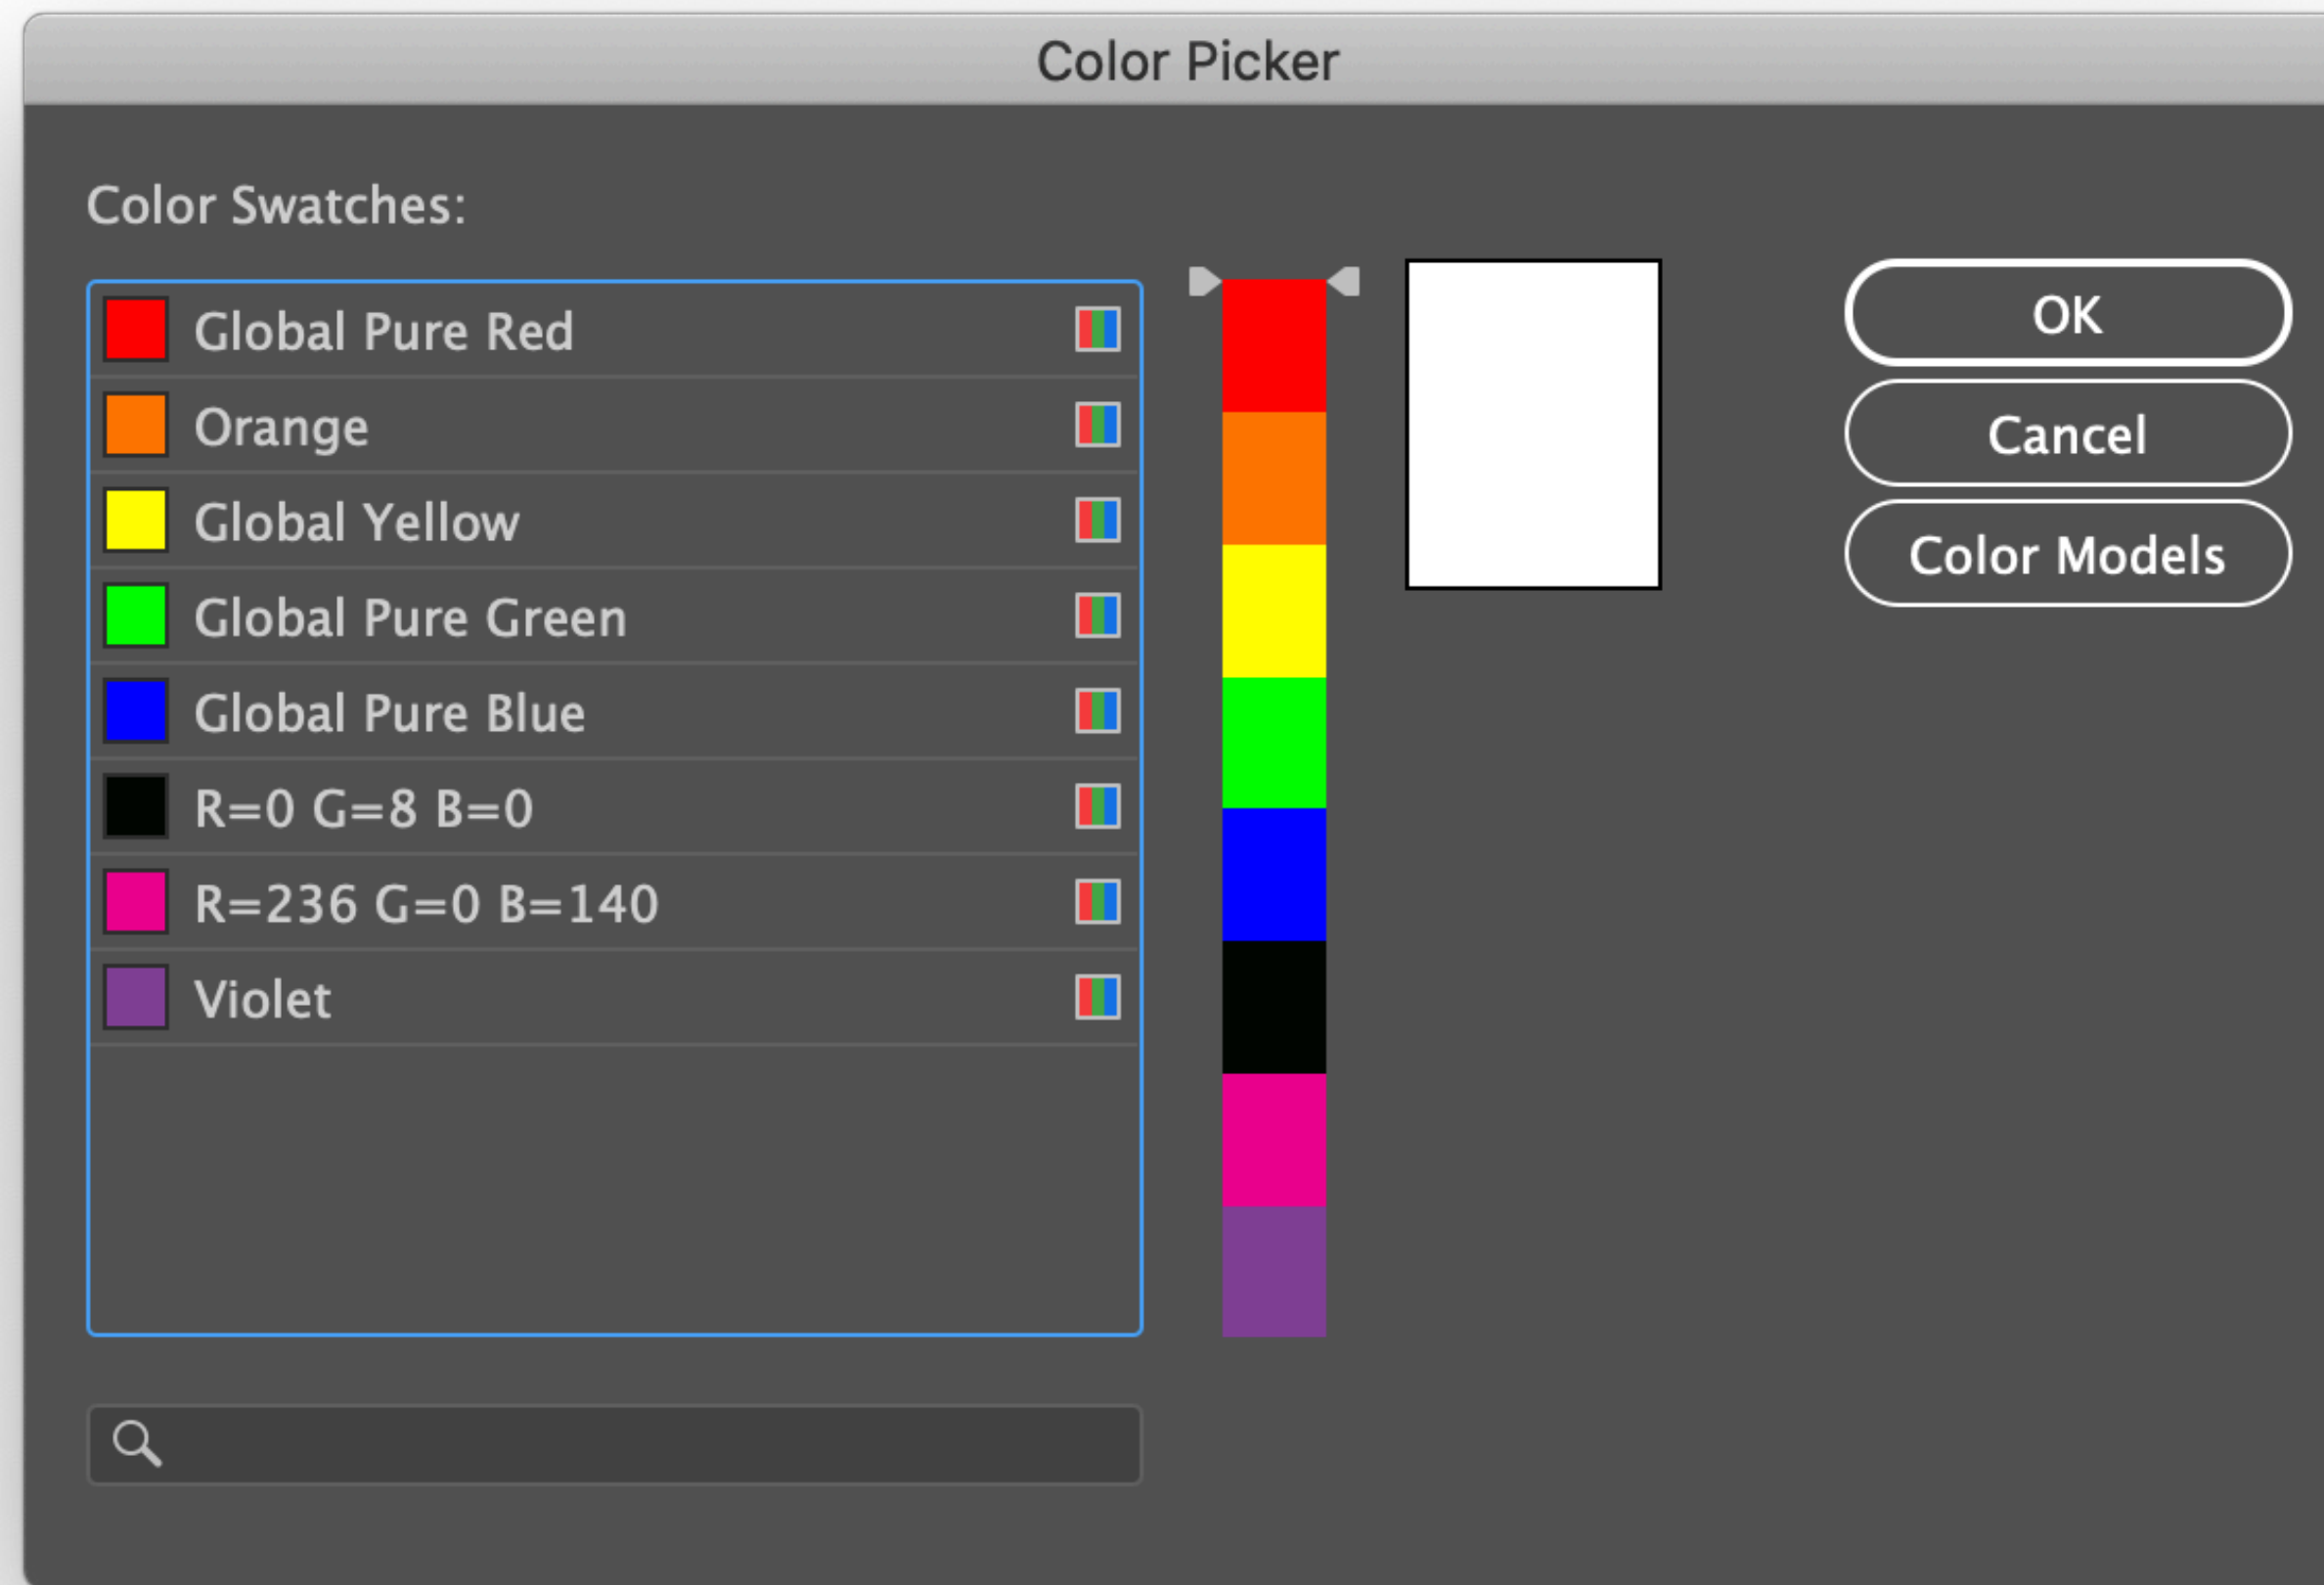 Color Picker
Color Swatches:
Global Pure Red
Orange
Global Yellow
Global Pure Green
Global Pure Blue
R=0 G=8 B=0
R=236 G=0 B=140
Violet
OK
Cancel
Color Models